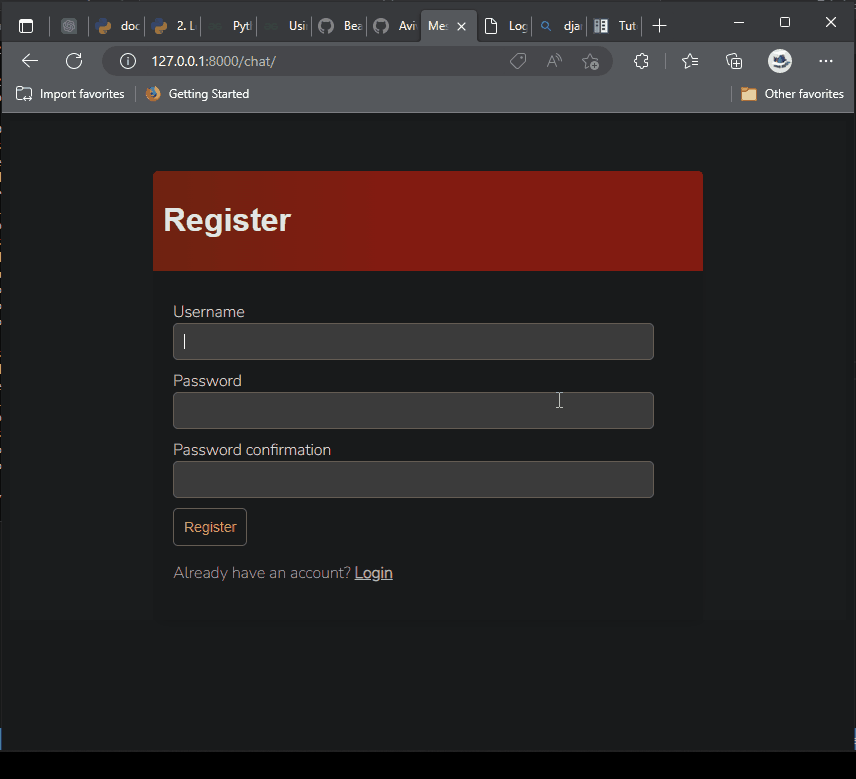 doc 2. L Pyt Usi Bea Avi Mes Log dja Tut
127.0.0.1:8000/chat/
Import favorites Getting Started Other favorites
Register
Username
Password
Password confirmation
Register
Already have an account? Login